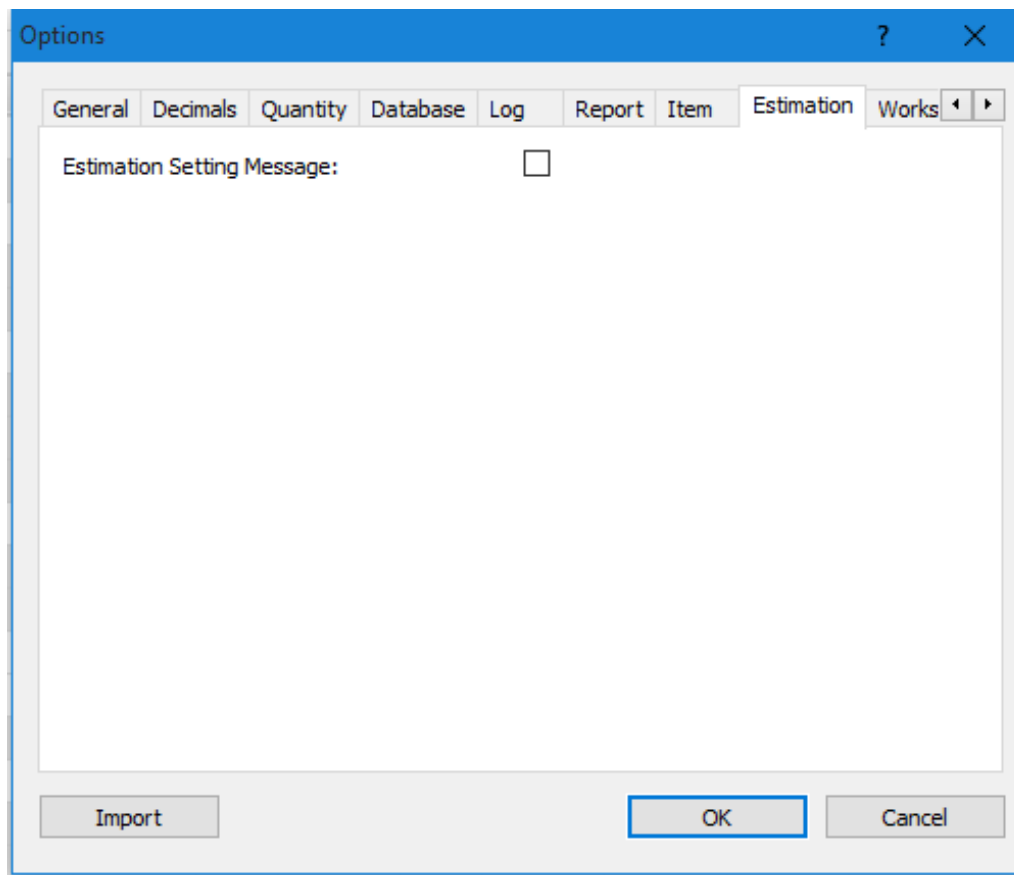 Options ?
General Decimals Quantity Database Log Report Item Estimation Works
Estimation Setting Message:
Import OK Cancel